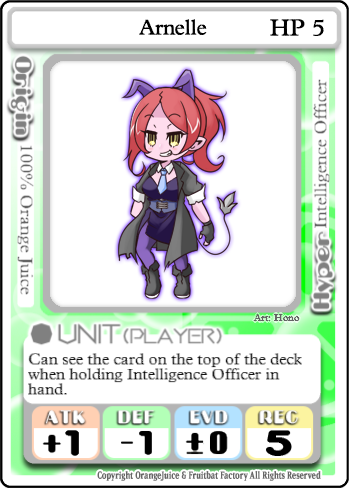 Arnelle HP 5
Origin 100% Orange Juice
Hyper Intelligence Officer
Art: Hono
UNIT(PLAYER)
Can see the card on the top of the deck
when holding Intelligence Officer in
hand.
ATK DEF EVD REC
+1 -1 ±0 5
Copyright OrangeJuice & Fruitbat Factory All Rights Reserved